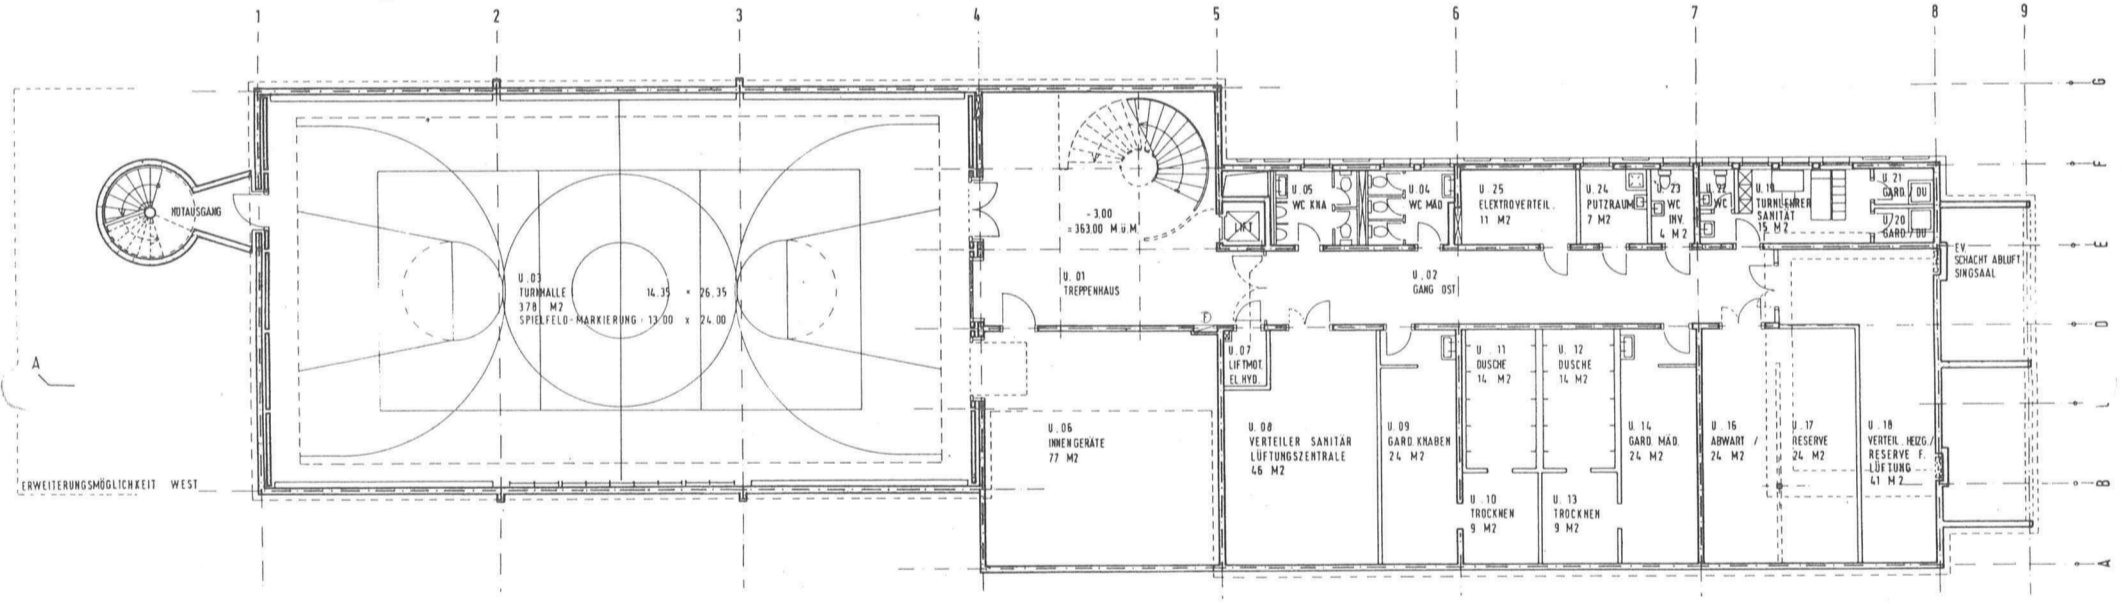 1 2 3 4 5 6 7 8 9
G
F
E
D
C
B
A
NOTAUSGANG
A
ERWEITERUNGSMÖGLICHKEIT WEST
U.03
TURNHALLE 14.35 × 26.35
378 M2
SPIELFELD-MARKIERUNG: 13.00 x 24.00
- 3,00
= 363.00 M ü.M.
U.01
TREPPENHAUS
LIFT
U.05
WC KNA
U.04
WC MÄD
U.25
ELEKTROVERTEIL.
11 M2
U.24
PUTZRAUM
7 M2
U.23
WC
INV.
4 M2
U.22
WC
U.19
TURNLEHRER
SANITÄT
15 M2
U.21
GARD./DU
U.20
GARD./DU
EV.
SCHACHT ABLUFT
SINGSAAL
U.02
GANG OST
U.06
INNENGERÄTE
77 M2
U.07
LIFTMOT.
EL.HYD.
U.08
VERTEILER SANITÄR
LÜFTUNGSZENTRALE
46 M2
U.09
GARD. KNABEN
24 M2
U.11
DUSCHE
14 M2
U.12
DUSCHE
14 M2
U.10
TROCKNEN
9 M2
U.13
TROCKNEN
9 M2
U.14
GARD. MÄD.
24 M2
U.16
ABWART /
24 M2
U.17
RESERVE
24 M2
U.18
VERTEIL. HEIZG./
RESERVE F.
LÜFTUNG
41 M2